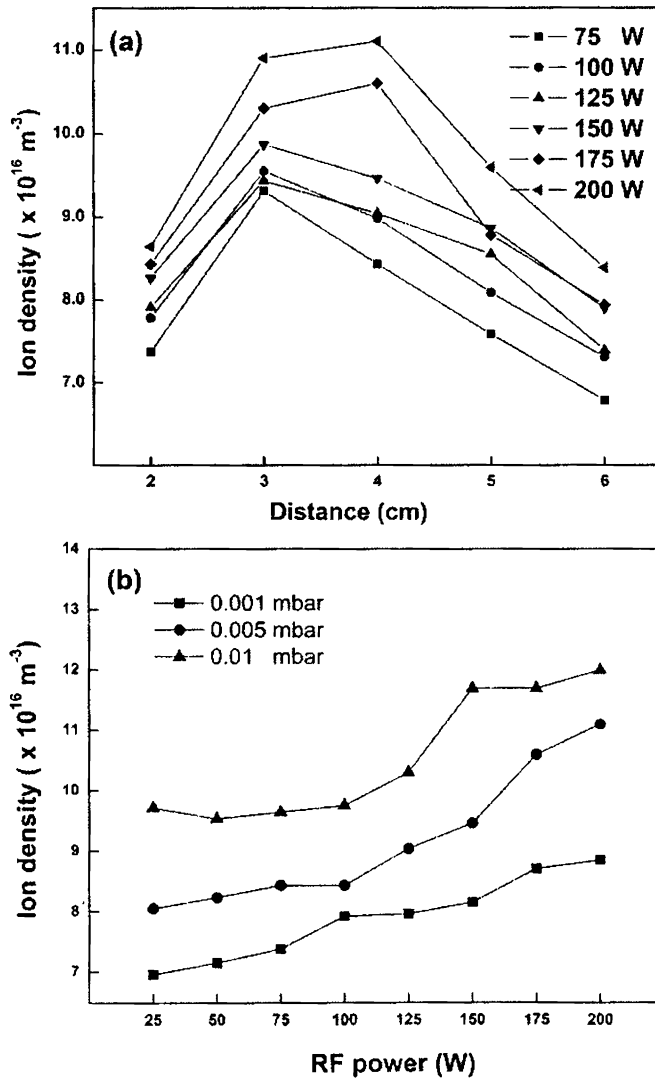 (a)
75 W
100 W
125 W
150 W
175 W
200 W
11.0
10.0
9.0
8.0
7.0
Ion density ( x 10^16 m^-3)
2 3 4 5 6
Distance (cm)
(b)
0.001 mbar
0.005 mbar
0.01 mbar
14
13
12
11
10
9
8
7
Ion density ( x 10^16 m^-3)
25 50 75 100 125 150 175 200
RF power (W)